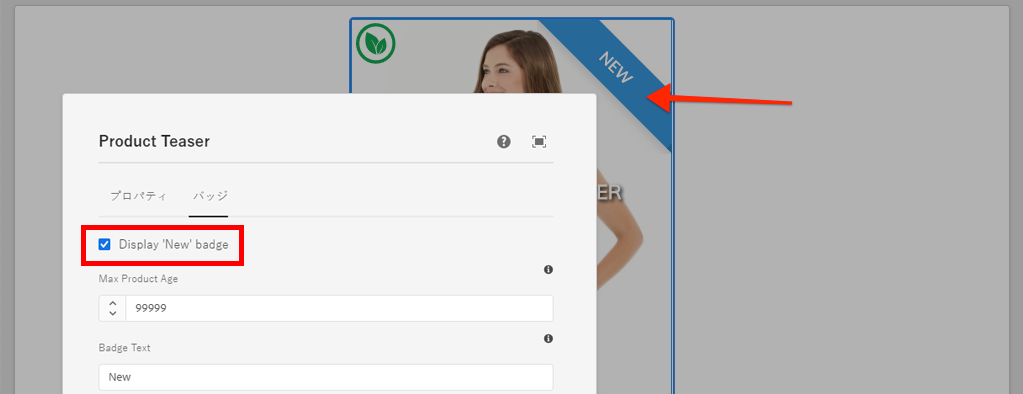 NEW
Product Teaser
プロパティ バッジ
ER
Display 'New' badge
Max Product Age
99999
Badge Text
New